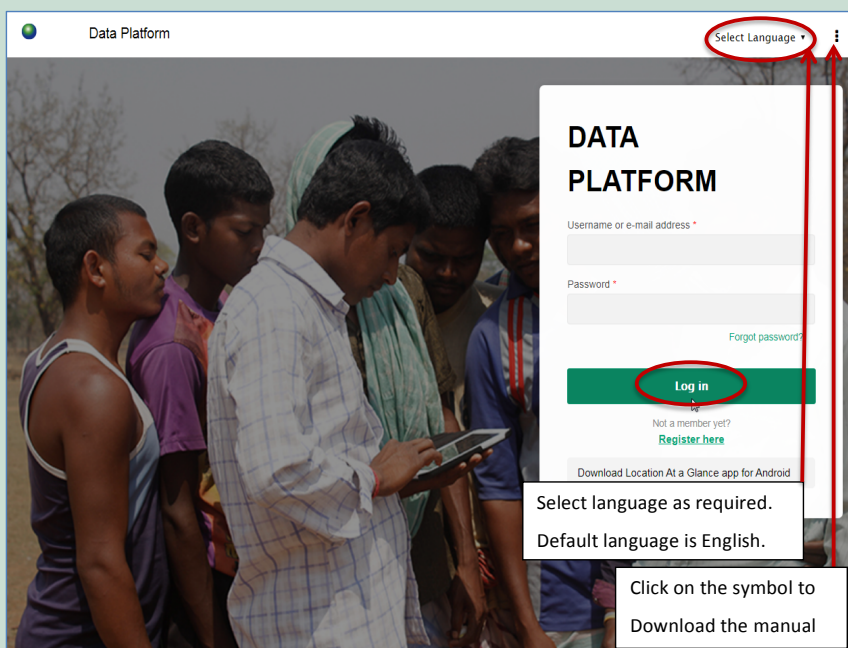 Data Platform
Select Language ▾
DATA
PLATFORM
Username or e-mail address *
Password *
Forgot password?
Log in
Not a member yet?
Register here
Download Location At a Glance app for Android
Select language as required.
Default language is English.
Click on the symbol to
Download the manual